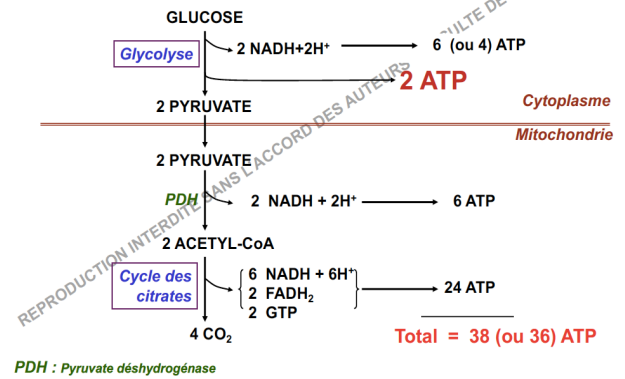 GLUCOSE
Glycolyse
2 NADH+2H⁺
6 (ou 4) ATP
2 ATP
2 PYRUVATE
Cytoplasme
Mitochondrie
2 PYRUVATE
PDH
2 NADH + 2H⁺
6 ATP
2 ACETYL-CoA
Cycle des
citrates
6 NADH + 6H⁺
2 FADH₂
2 GTP
24 ATP
4 CO₂
Total = 38 (ou 36) ATP
PDH : Pyruvate déshydrogénase
REPRODUCTION INTERDITE SANS L'ACCORD DES AUTEURS CULTE DE